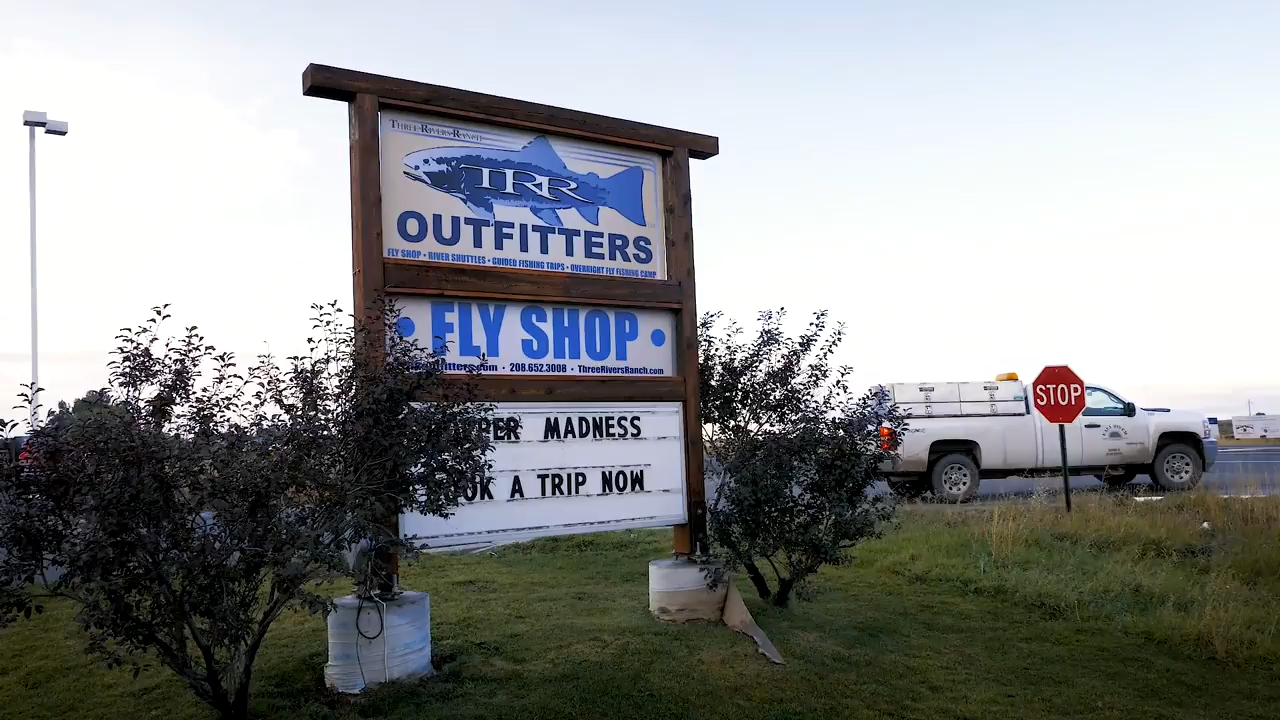 THREE RIVERS RANCH
TRR
OUTFITTERS
FLY SHOP • RIVER SHUTTLES • GUIDED FISHING TRIPS • OVERNIGHT FLY FISHING CAMP
• FLY SHOP •
• 208.652.3008 • ThreeRiversRanch.com
MADNESS
A TRIP NOW
STOP